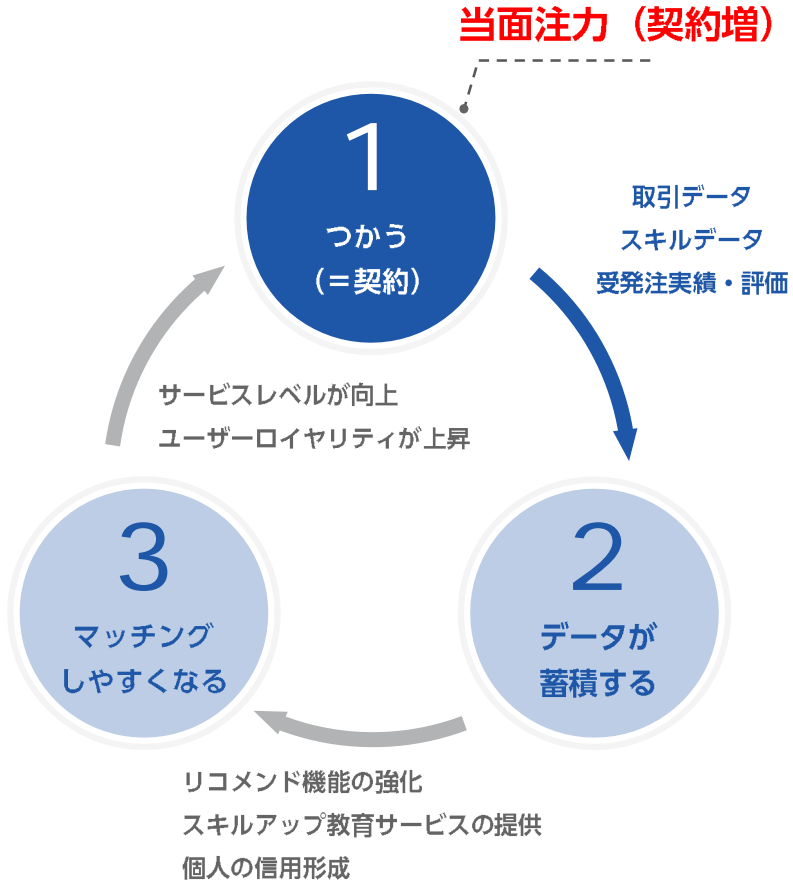 当面注力（契約増）
1
つかう
（＝契約）
取引データ
スキルデータ
受発注実績・評価
サービスレベルが向上
ユーザーロイヤリティが上昇
3
マッチング
しやすくなる
2
データが
蓄積する
リコメンド機能の強化
スキルアップ教育サービスの提供
個人の信用形成